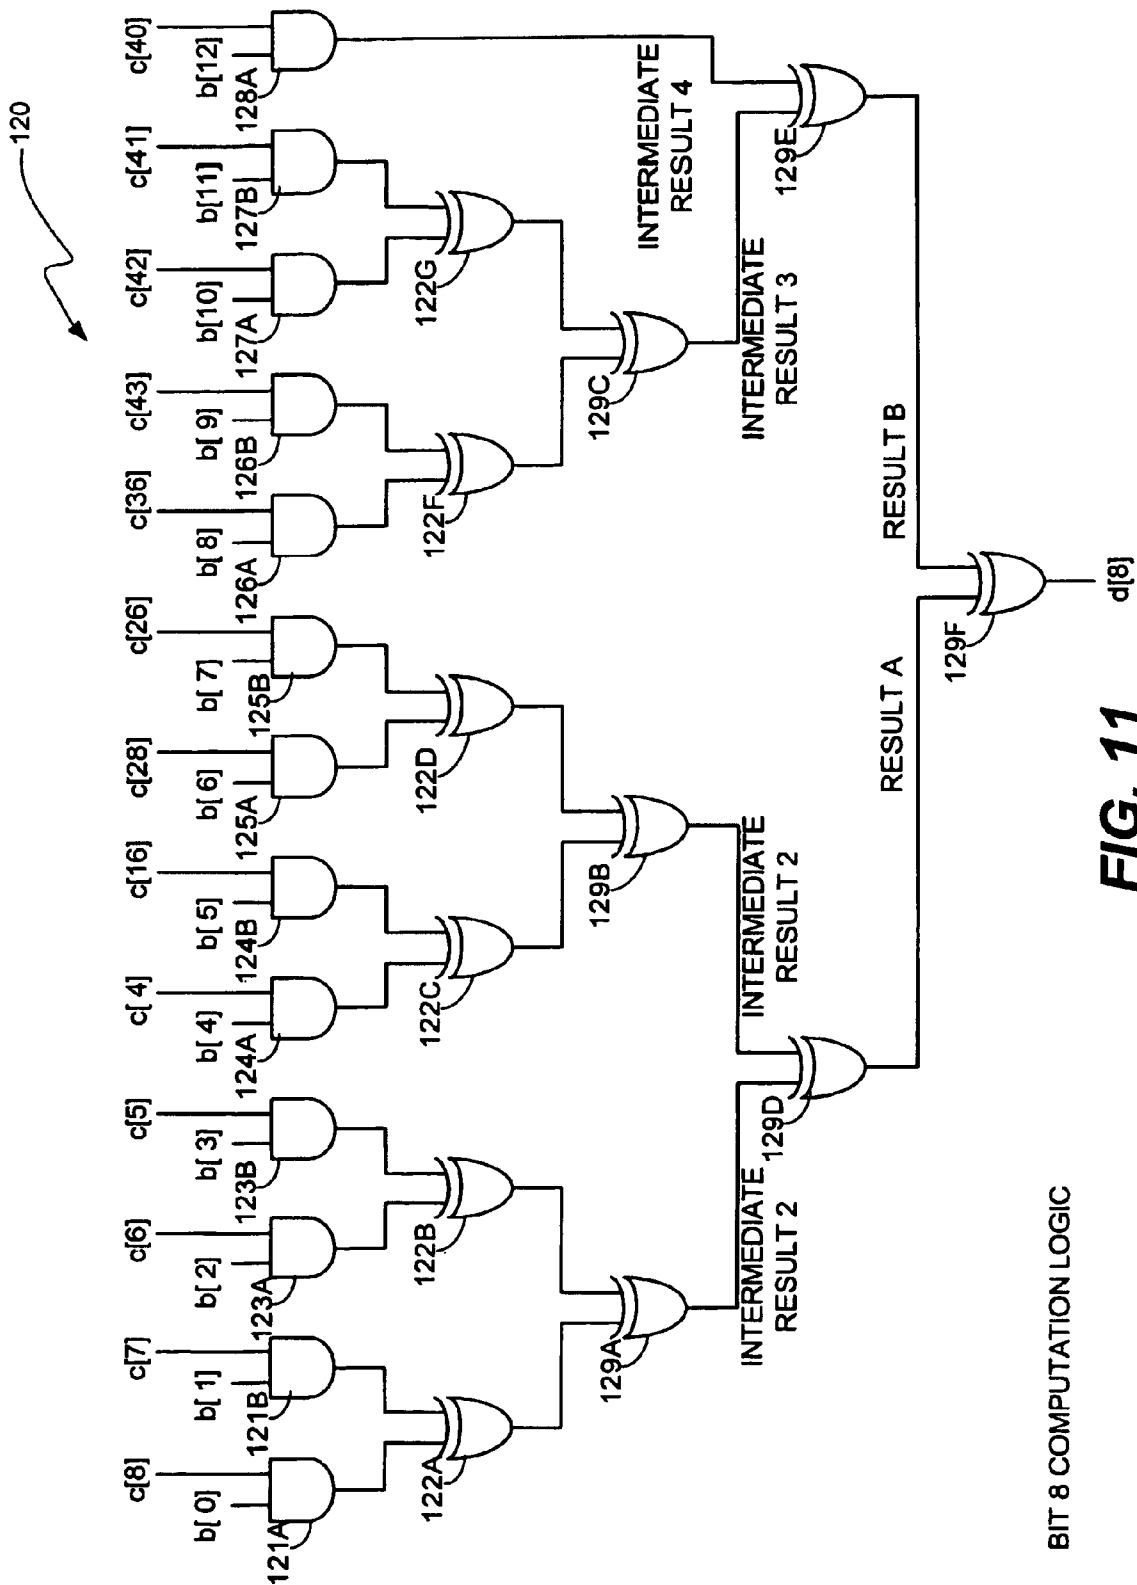 120
c[8]
c[7]
c[6]
c[5]
c[ 4]
c[16]
c[28]
c[26]
c[36]
c[43]
c[42]
c[41]
c[40]
b[ 0]
b[ 1]
b[ 2]
b[ 3]
b[ 4]
b[ 5]
b[ 6]
b[ 7]
b[ 8]
b[ 9]
b[10]
b[11]
b[12]
121A
121B
123A
123B
124A
124B
125A
125B
126A
126B
127A
127B
128A
122A
122B
122C
122D
122F
122G
129A
129B
129C
INTERMEDIATE
RESULT 4
INTERMEDIATE
RESULT 2
INTERMEDIATE
RESULT 2
INTERMEDIATE
RESULT 3
129D
129E
RESULT A
RESULT B
129F
d[8]
BIT 8 COMPUTATION LOGIC
FIG. 11